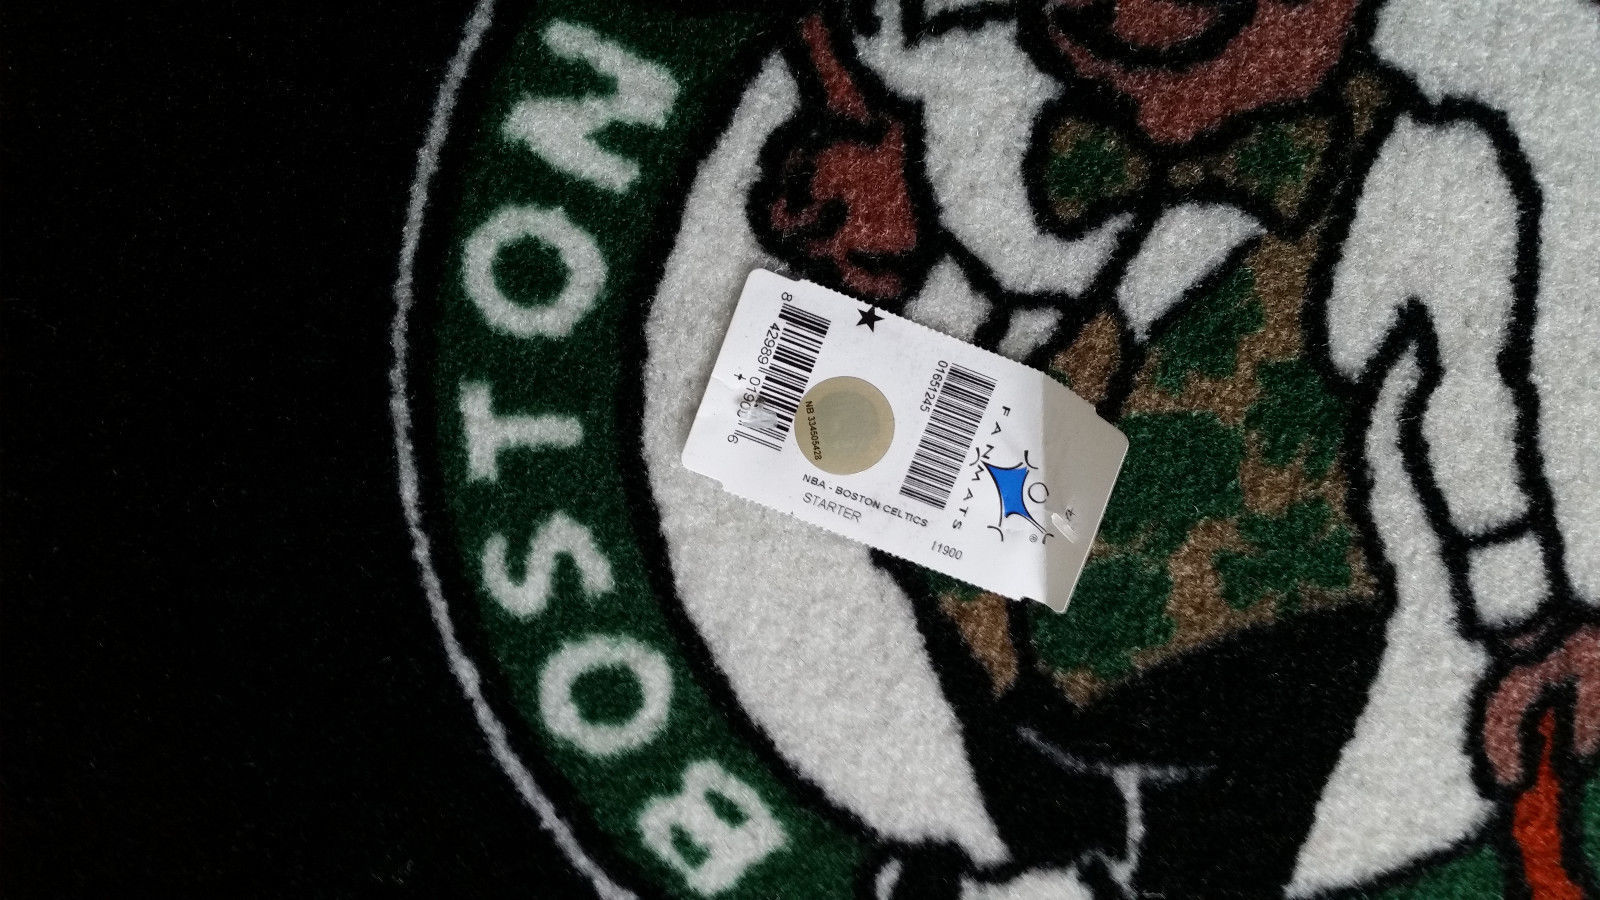 BOSTON
8 42989 01900 6
NB 334505428
01651245
FANMATS
®
NBA - BOSTON CELTICS
STARTER
11900